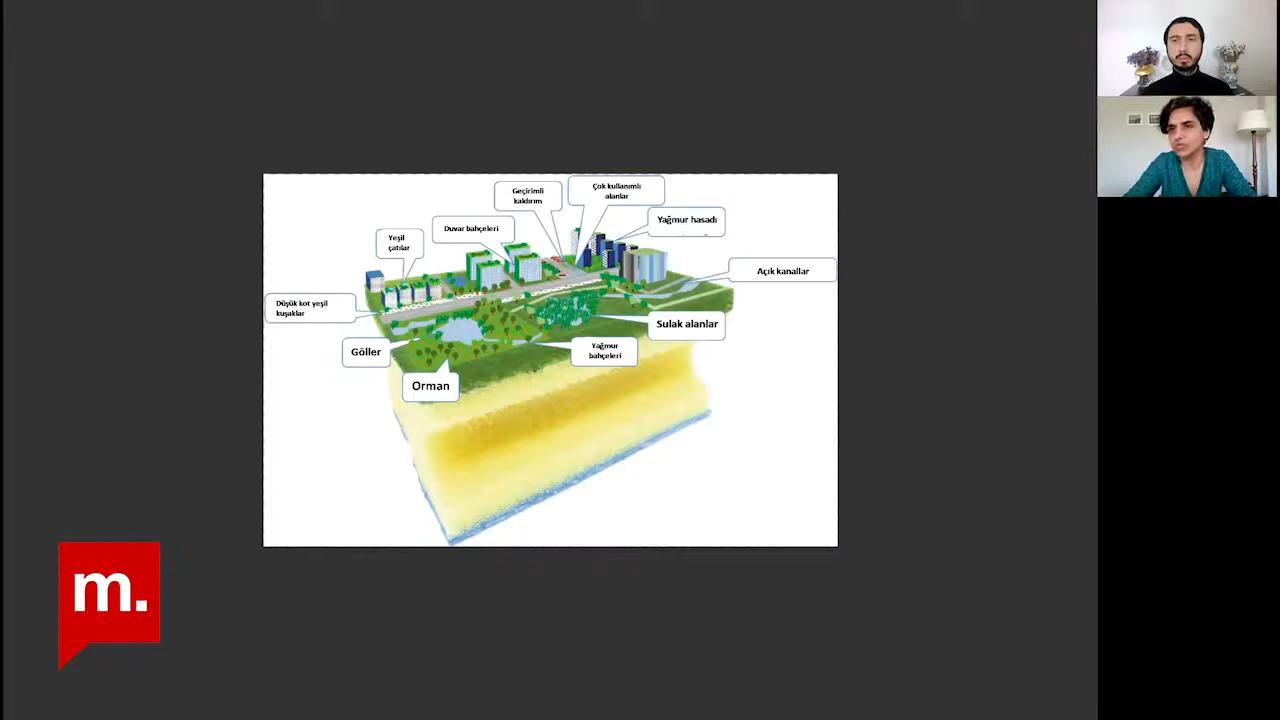 Geçirimli
kaldırım
Çok kullanımlı
alanlar
Yağmur hasadı
Duvar bahçeleri
Yeşil
çatılar
Açık kanallar
Düşük kot yeşil
kuşaklar
Sulak alanlar
Göller
Yağmur
bahçeleri
Orman
m.